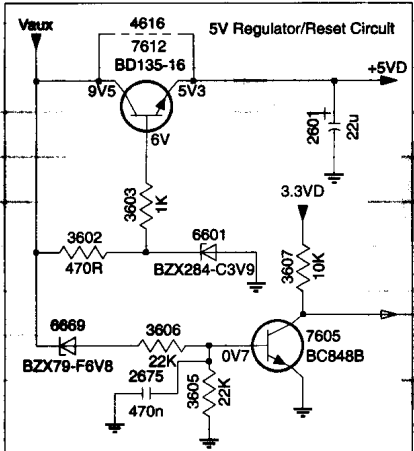 4616
Vaux
7612
5V Regulator/Reset Circuit
BD135-16
+5VD
9V5
5V3
6V
2601
22u
3603
1K
3.3VD
3602
470R
6601
BZX284-C3V9
3607
10K
6669
BZX79-F6V8
3606
22K
0V7
7605
BC848B
2675
470n
3605
22K